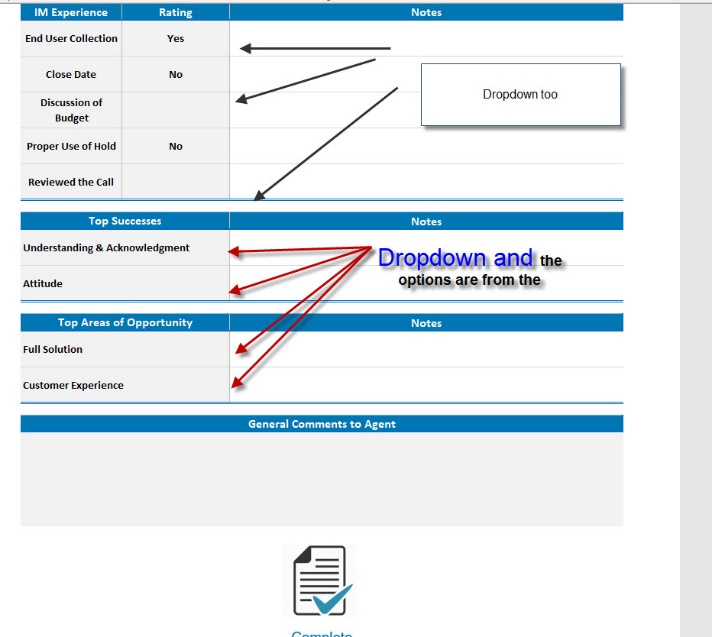 IM Experience Rating Notes
End User Collection Yes
Close Date No
Dropdown too
Discussion of
Budget
Proper Use of Hold No
Reviewed the Call
Top Successes Notes
Understanding & Acknowledgment
Dropdown and the
options are from the
Attitude
Top Areas of Opportunity Notes
Full Solution
Customer Experience
General Comments to Agent
Complete